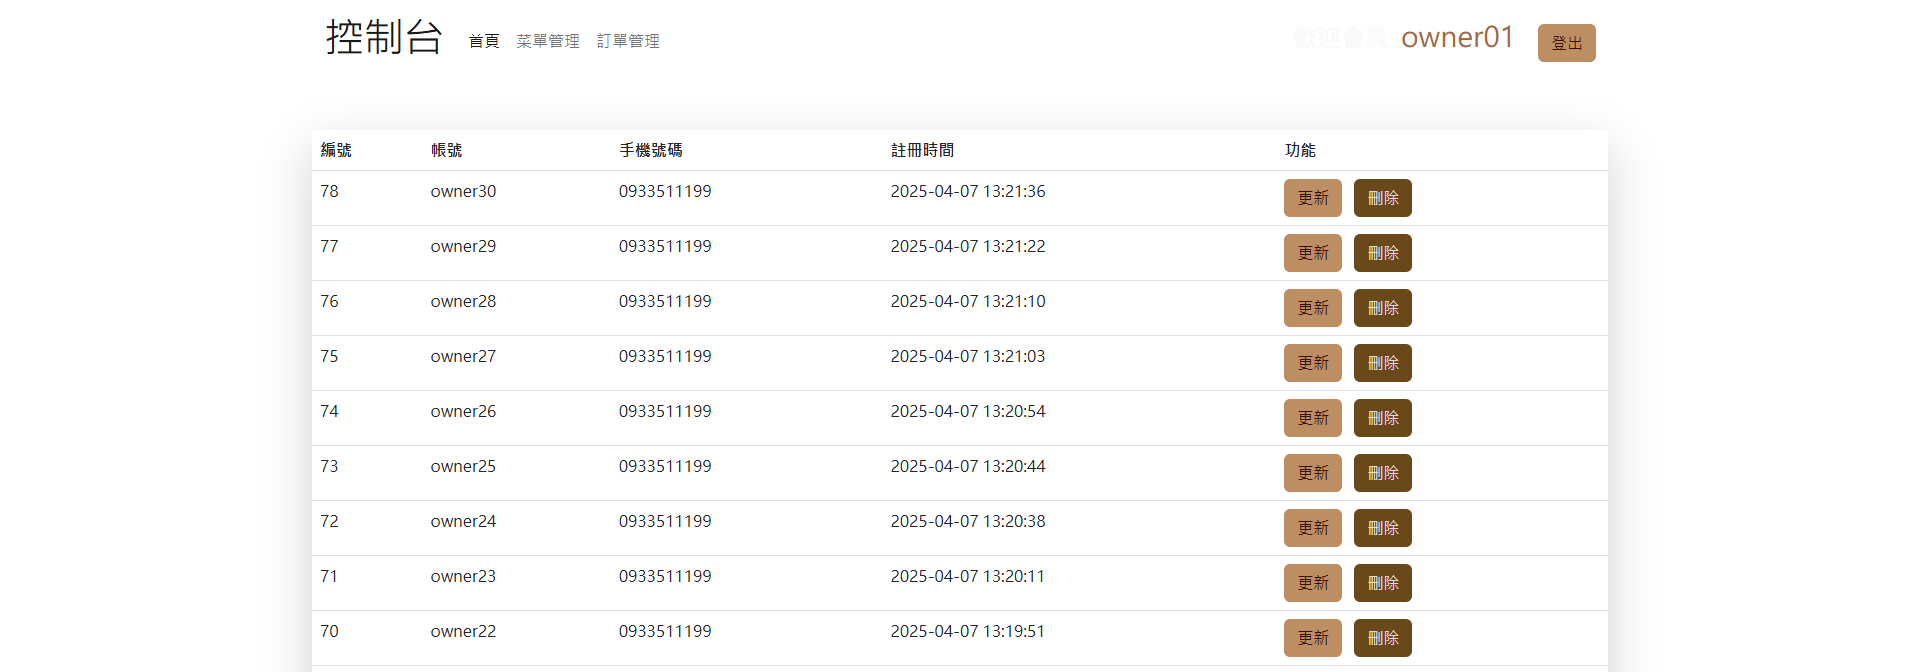 控制台 首頁 菜單管理 訂單管理 歡迎會員: owner01 登出
編號 帳號 手機號碼 註冊時間 功能
78 owner30 0933511199 2025-04-07 13:21:36 更新 刪除
77 owner29 0933511199 2025-04-07 13:21:22 更新 刪除
76 owner28 0933511199 2025-04-07 13:21:10 更新 刪除
75 owner27 0933511199 2025-04-07 13:21:03 更新 刪除
74 owner26 0933511199 2025-04-07 13:20:54 更新 刪除
73 owner25 0933511199 2025-04-07 13:20:44 更新 刪除
72 owner24 0933511199 2025-04-07 13:20:38 更新 刪除
71 owner23 0933511199 2025-04-07 13:20:11 更新 刪除
70 owner22 0933511199 2025-04-07 13:19:51 更新 刪除